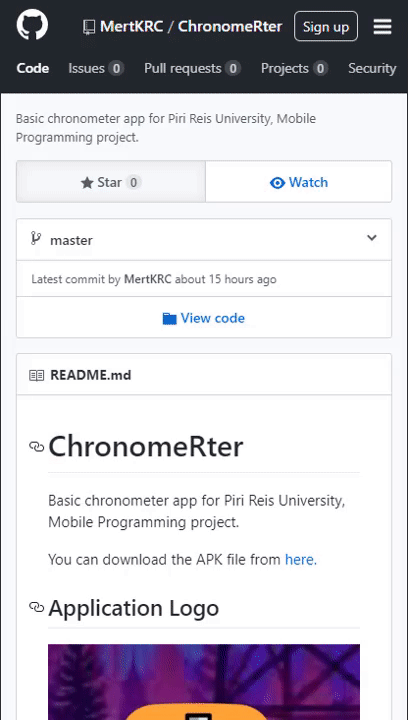 MertKRC / ChronomeRter Sign up
Code Issues 0 Pull requests 0 Projects 0 Security
Basic chronometer app for Piri Reis University, Mobile
Programming project.
Star 0 Watch
master
Latest commit by MertKRC about 15 hours ago
View code
README.md
ChronomeRter
Basic chronometer app for Piri Reis University,
Mobile Programming project.
You can download the APK file from here.
Application Logo